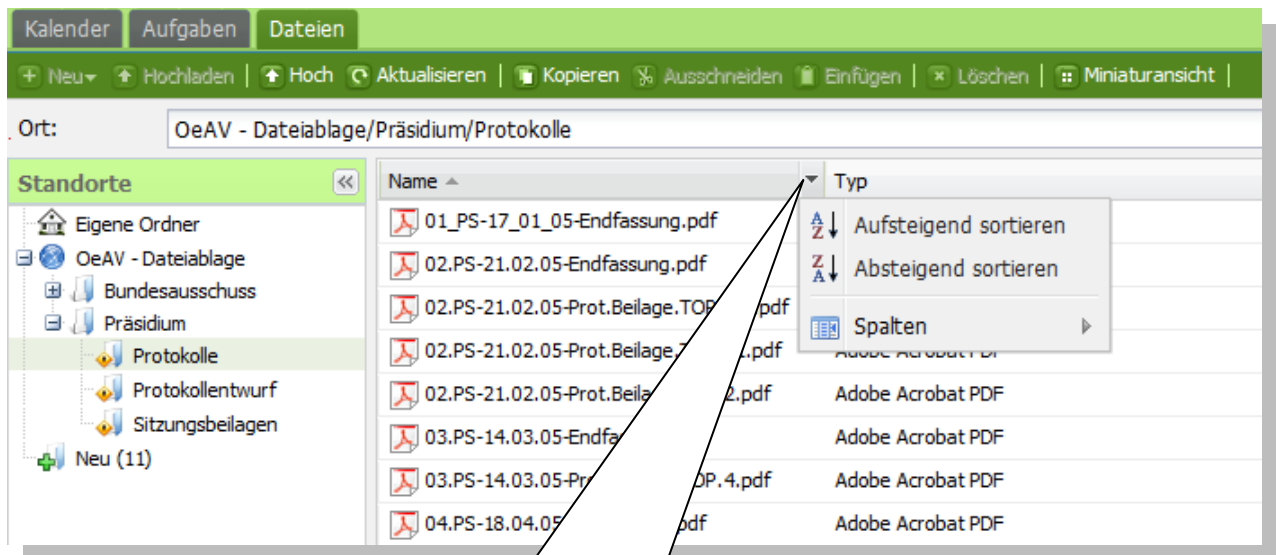 Kalender Aufgaben Dateien
Neu Hochladen | Hoch Aktualisieren | Kopieren Ausschneiden Einfügen | Löschen | Miniaturansicht |
Ort: OeAV - Dateiablage/Präsidium/Protokolle
Standorte
Eigene Ordner
OeAV - Dateiablage
Bundesausschuss
Präsidium
Protokolle
Protokollentwurf
Sitzungsbeilagen
Neu (11)
Name Typ
01_PS-17_01_05-Endfassung.pdf
02.PS-21.02.05-Endfassung.pdf
02.PS-21.02.05-Prot.Beilage.TOP pdf
02.PS-21.02.05-Prot.Beilage. .pdf
02.PS-21.02.05-Prot.Beila 2.pdf Adobe Acrobat PDF
03.PS-14.03.05-Endfa Adobe Acrobat PDF
03.PS-14.03.05-Pr OP.4.pdf Adobe Acrobat PDF
04.PS-18.04.05 pdf Adobe Acrobat PDF
Aufsteigend sortieren
Absteigend sortieren
Spalten